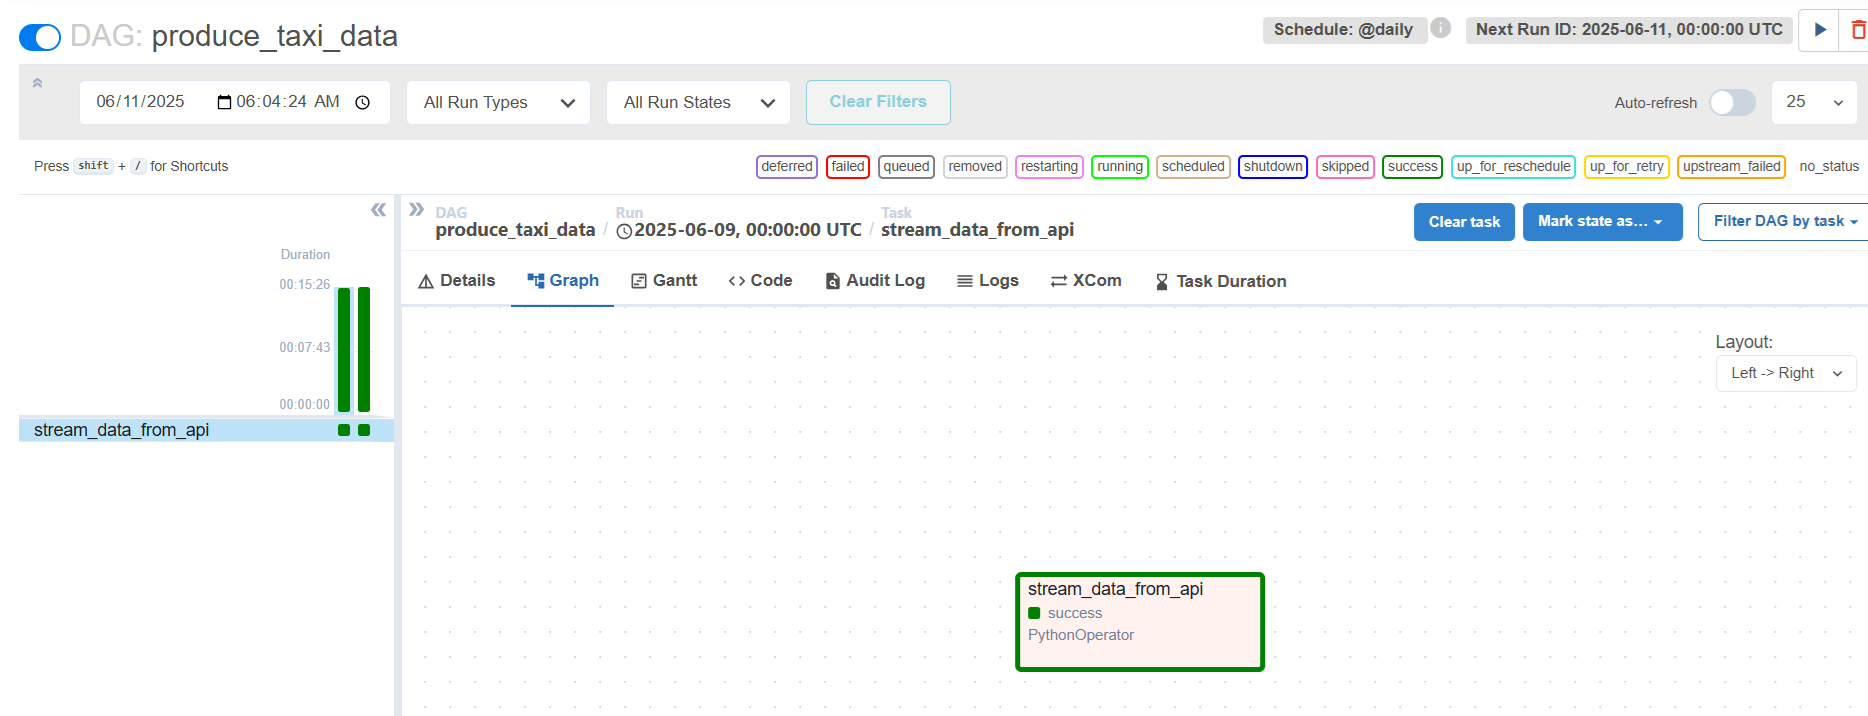 DAG: produce_taxi_data
Schedule: @daily
Next Run ID: 2025-06-11, 00:00:00 UTC
06/11/2025 06:04:24 AM
All Run Types
All Run States
Clear Filters
Auto-refresh
25
Press shift + / for Shortcuts
deferred failed queued removed restarting running scheduled shutdown skipped success up_for_reschedule up_for_retry upstream_failed no_status
Duration
00:15:26
00:07:43
00:00:00
stream_data_from_api
DAG
produce_taxi_data /
Run
2025-06-09, 00:00:00 UTC /
Task
stream_data_from_api
Clear task
Mark state as...
Filter DAG by task
Details
Graph
Gantt
Code
Audit Log
Logs
XCom
Task Duration
Layout:
Left -> Right
stream_data_from_api
success
PythonOperator